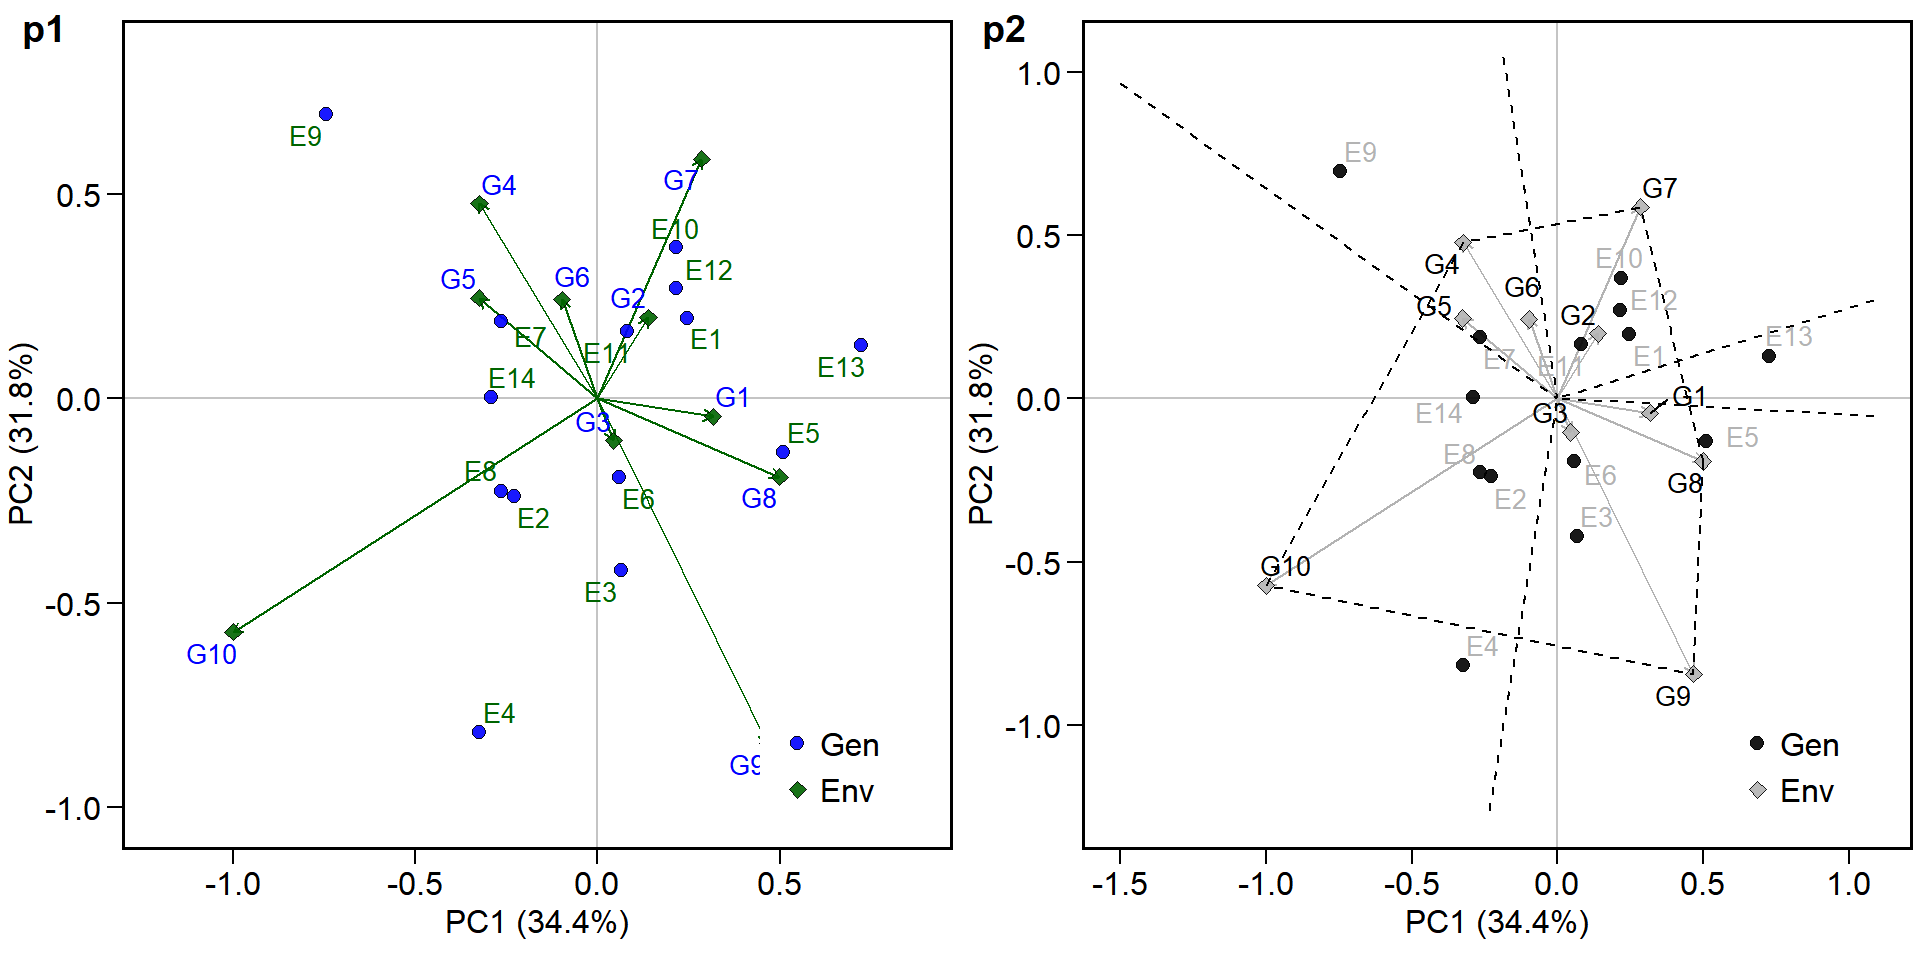 p1
E9
G4
G7
E10
G5
G6
G2
E12
E7
E11
E1
E13
E14
G3
G1
E5
E8
E2
E6
G8
E3
G10
E4
G9
Gen
Env
0.5
0.0
-0.5
-1.0
-1.0
-0.5
0.0
0.5
PC1 (34.4%)
PC2 (31.8%)
p2
E9
G7
G4
E10
G5
G6
G2
E12
E7
E11
E1
E13
E14
G3
G1
E5
E8
E2
E6
G8
E3
G10
E4
G9
Gen
Env
1.0
0.5
0.0
-0.5
-1.0
-1.5
-1.0
-0.5
0.0
0.5
1.0
PC1 (34.4%)
PC2 (31.8%)